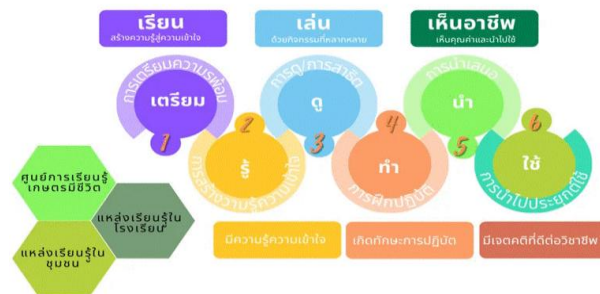 เรียน
สร้างความรู้สู่ความเข้าใจ
เล่น
ด้วยกิจกรรมที่หลากหลาย
เห็นอาชีพ
เห็นคุณค่าและนำไปใช้
การเตรียมความพร้อม
เตรียม
1
2
รู้
การสร้างความรู้ความเข้าใจ
การดู/การสาธิต
ดู
3
4
ทำ
การฝึกปฏิบัติ
การนำเสนอ
นำ
5
6
ใช้
การนำไปประยุกต์ใช้
ศูนย์การเรียนรู้
เกษตรมีชีวิต
แหล่งเรียนรู้ใน
โรงเรียน
แหล่งเรียนรู้ใน
ชุมชน
มีความรู้ความเข้าใจ
เกิดทักษะการปฏิบัติ
มีเจตคติที่ดีต่อวิชาชีพ